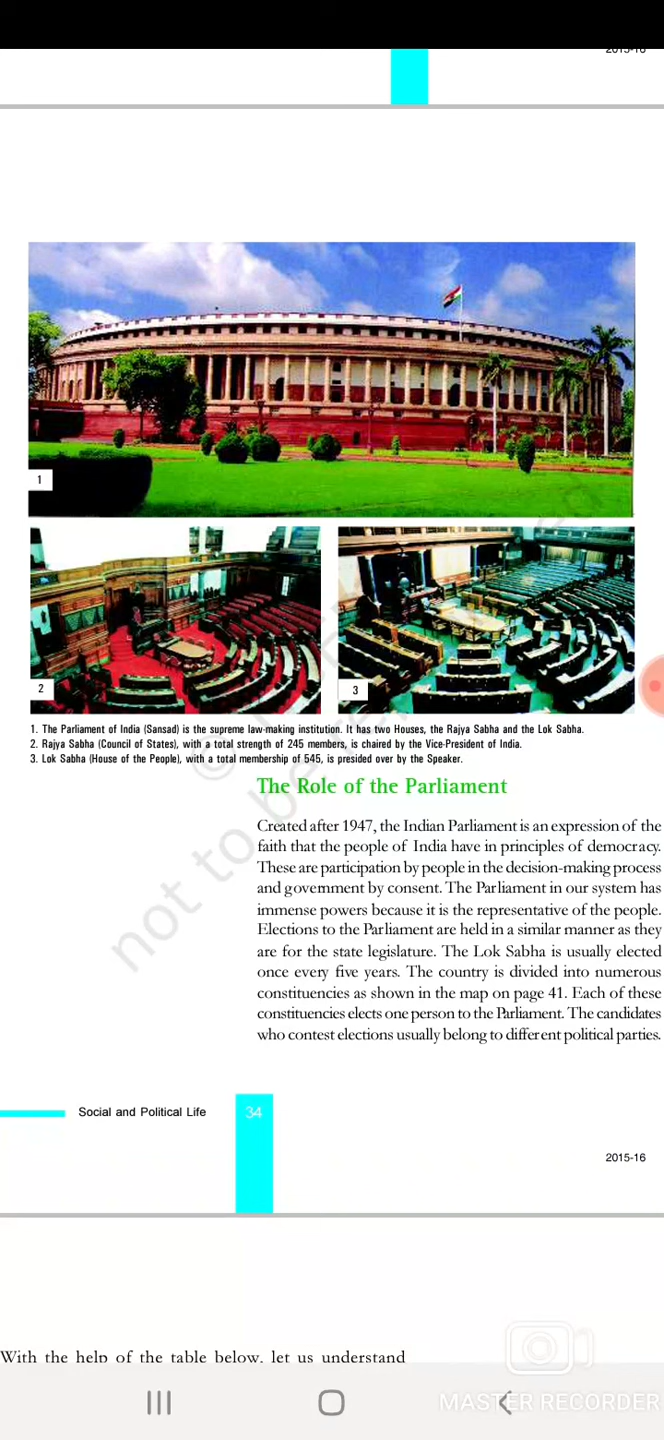 2015-16
1
2
3
1. The Parliament of India (Sansad) is the supreme law-making institution. It has two Houses, the Rajya Sabha and the Lok Sabha.
2. Rajya Sabha (Council of States), with a total strength of 245 members, is chaired by the Vice-President of India.
3. Lok Sabha (House of the People), with a total membership of 545, is presided over by the Speaker.
The Role of the Parliament
Created after 1947, the Indian Parliament is an expression of the
faith that the people of India have in principles of democracy.
These are participation by people in the decision-making process
and government by consent. The Parliament in our system has
immense powers because it is the representative of the people.
Elections to the Parliament are held in a similar manner as they
are for the state legislature. The Lok Sabha is usually elected
once every five years. The country is divided into numerous
constituencies as shown in the map on page 41. Each of these
constituencies elects one person to the Parliament. The candidates
who contest elections usually belong to different political parties.
not to be
Social and Political Life
34
2015-16
With the help of the table below, let us understand
MASTER RECORDER